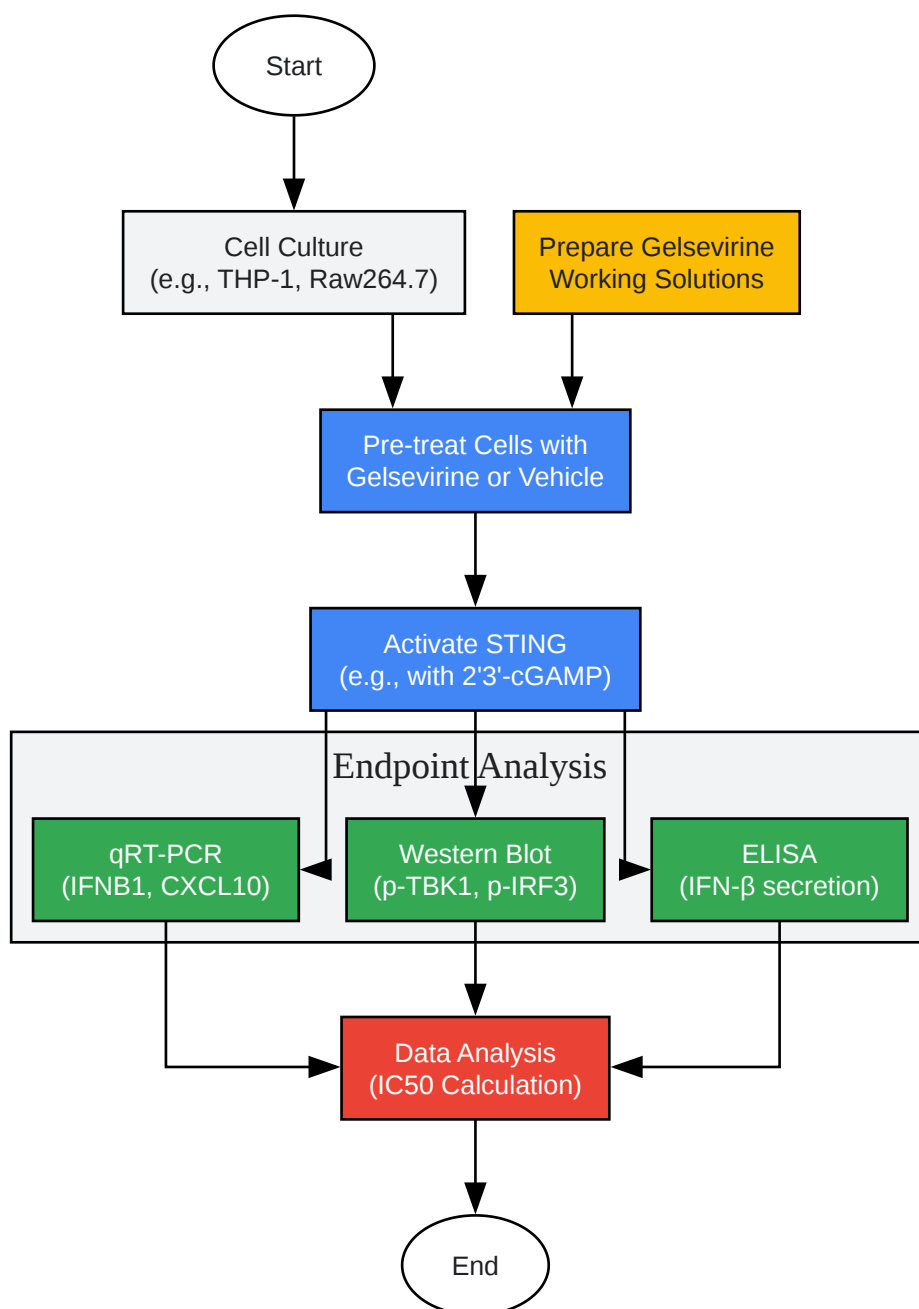 Start
Cell Culture
(e.g., THP-1, Raw264.7)
Prepare Gelsevirine
Working Solutions
Pre-treat Cells with
Gelsevirine or Vehicle
Activate STING
(e.g., with 2'3'-cGAMP)
Endpoint Analysis
qRT-PCR
(IFNB1, CXCL10)
Western Blot
(p-TBK1, p-IRF3)
ELISA
(IFN-β secretion)
Data Analysis
(IC50 Calculation)
End